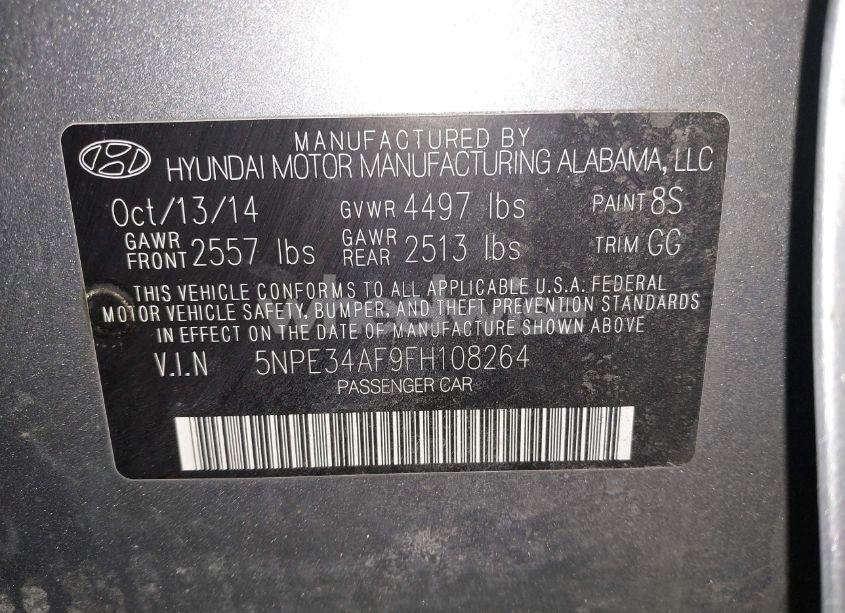 MANUFACTURED BY
HYUNDAI MOTOR MANUFACTURING ALABAMA, LLC
Oct/13/14 GVWR 4497 lbs PAINT 8S
GAWR FRONT 2557 lbs GAWR REAR 2513 lbs TRIM GG
THIS VEHICLE CONFORMS TO ALL APPLICABLE U.S.A. FEDERAL
MOTOR VEHICLE SAFETY, BUMPER, AND THEFT PREVENTION STANDARDS
IN EFFECT ON THE DATE OF MANUFACTURE SHOWN ABOVE
V.I.N 5NPE34AF9FH108264
PASSENGER CAR